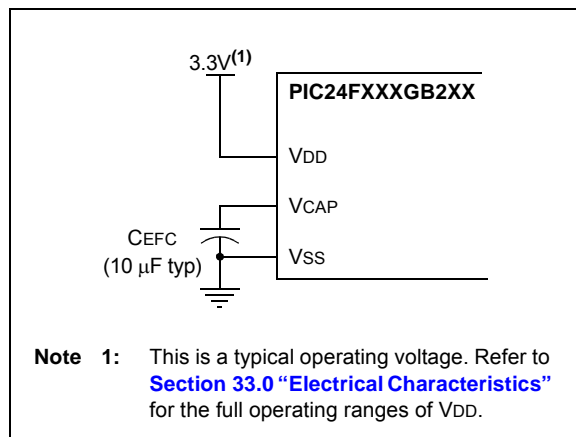 3.3V(1)
PIC24FXXXGB2XX
VDD
VCAP
CEFC
(10 μF typ)
VSS
Note 1: This is a typical operating voltage. Refer to
Section 33.0 “Electrical Characteristics”
for the full operating ranges of VDD.